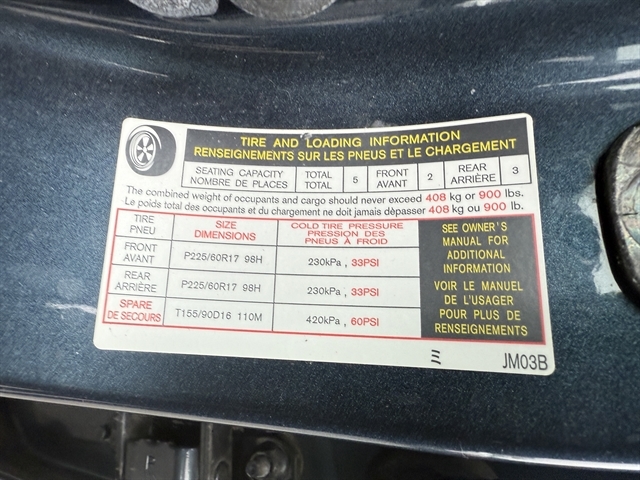 TIRE AND LOADING INFORMATION
RENSEIGNEMENTS SUR LES PNEUS ET LE CHARGEMENT
SEATING CAPACITY TOTAL 5 FRONT 2 REAR 3
NOMBRE DE PLACES TOTAL AVANT ARRIÈRE
The combined weight of occupants and cargo should never exceed 408 kg or 900 lbs.
Le poids total des occupants et du chargement ne doit jamais dépasser 408 kg ou 900 lb.
TIRE
PNEU
SIZE
DIMENSIONS
COLD TIRE PRESSURE
PRESSION DES
PNEUS À FROID
FRONT
AVANT
P225/60R17 98H
230kPa , 33PSI
REAR
ARRIÈRE
P225/60R17 98H
230kPa , 33PSI
SPARE
DE SECOURS
T155/90D16 110M
420kPa , 60PSI
SEE OWNER'S
MANUAL FOR
ADDITIONAL
INFORMATION
VOIR LE MANUEL
DE L'USAGER
POUR PLUS DE
RENSEIGNEMENTS
JM03B